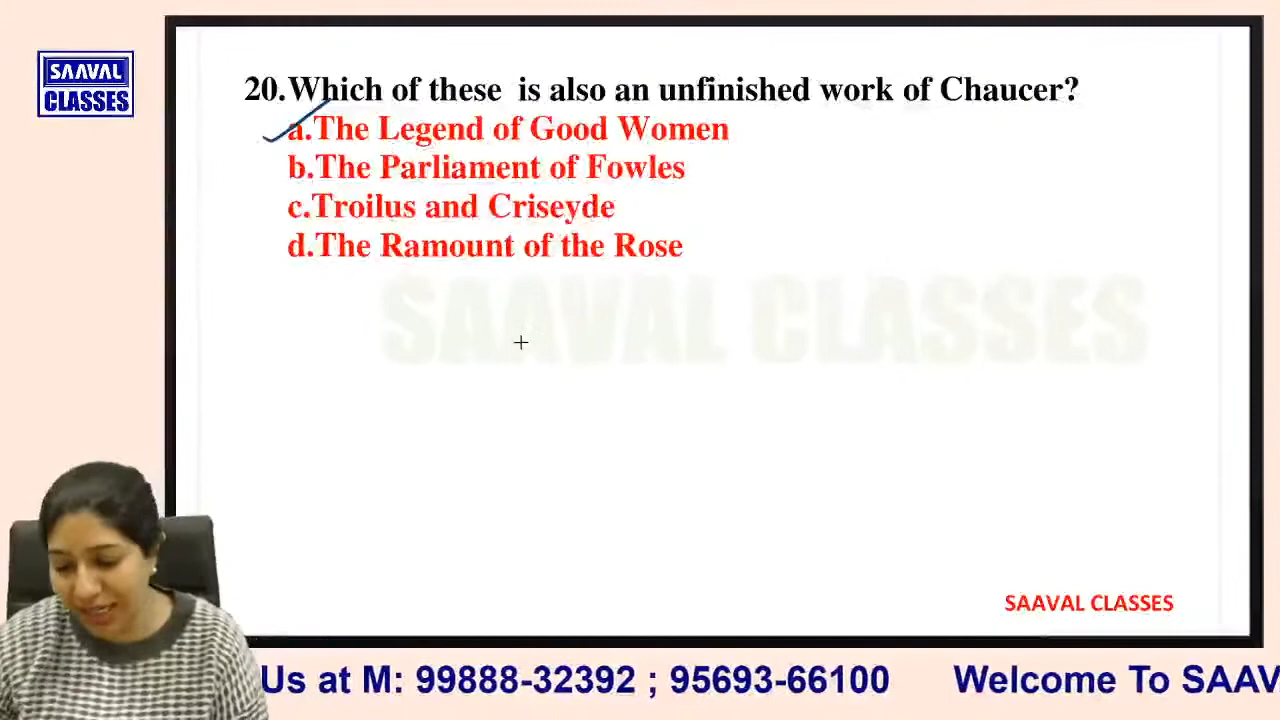 SAAVAL
CLASSES
20.Which of these is also an unfinished work of Chaucer?
a.The Legend of Good Women
b.The Parliament of Fowles
c.Troilus and Criseyde
d.The Ramount of the Rose
SAAVAL CLASSES
SAAVAL CLASSES
Us at M: 99888-32392 ; 95693-66100 Welcome To SAAV